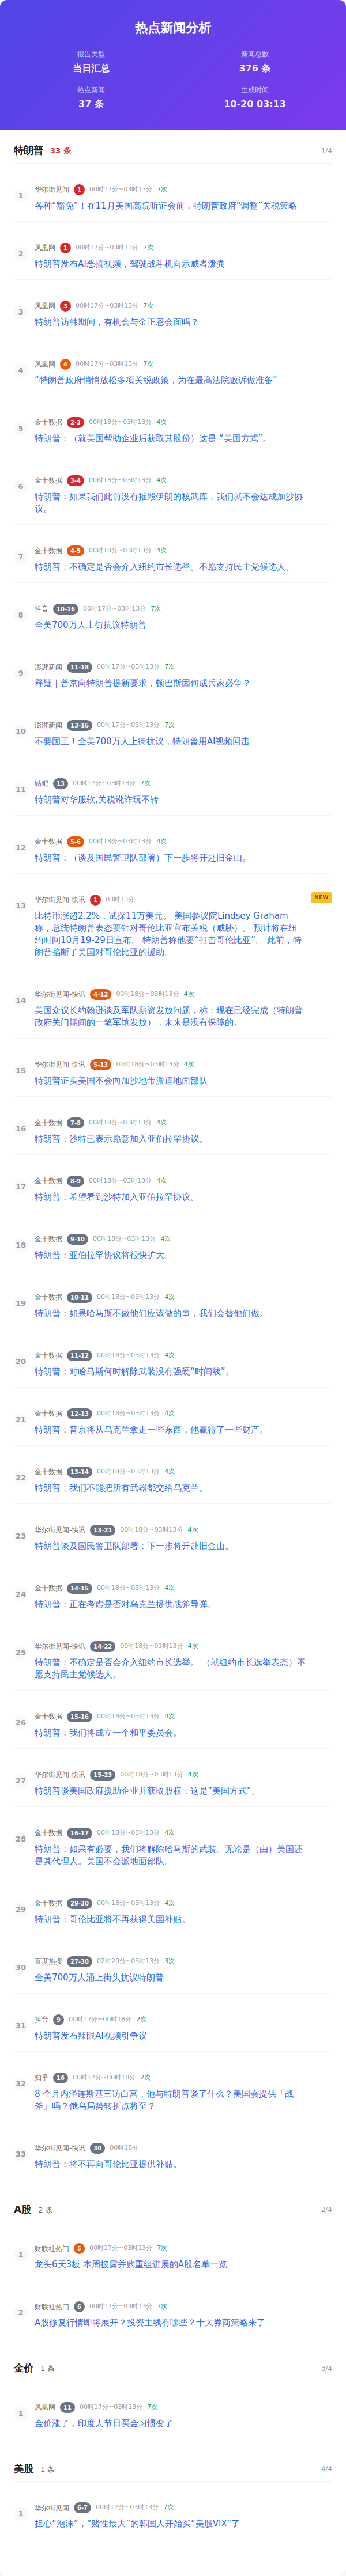 热点新闻分析
报告类型
新闻总数
当日汇总
376 条
热点新闻
生成时间
37 条
10-20 03:13
特朗普 33 条 1/4
1 华尔街见闻 1 00时17分~03时13分 7次
各种“豁免”！在11月美国高院听证会前，特朗普政府“调整”关税策略
2 凤凰网 1 00时17分~03时13分 7次
特朗普发布AI恶搞视频，驾驶战斗机向示威者泼粪
3 凤凰网 3 00时17分~03时13分 7次
特朗普访韩期间，有机会与金正恩会面吗？
4 凤凰网 4 00时17分~03时13分 7次
“特朗普政府悄悄放松多项关税政策，为在最高法院败诉做准备”
5 金十数据 2-3 00时18分~03时13分 4次
特朗普：（就美国帮助企业后获取其股份）这是 “美国方式”。
6 金十数据 3-4 00时18分~03时13分 4次
特朗普：如果我们此前没有摧毁伊朗的核武库，我们就不会达成加沙协
议。
7 金十数据 4-5 00时18分~03时13分 4次
特朗普：不确定是否会介入纽约市长选举。不愿支持民主党候选人。
8 抖音 10-16 00时17分~03时13分 7次
全美700万人上街抗议特朗普
9 澎湃新闻 11-18 00时17分~03时13分 7次
释疑｜普京向特朗普提新要求，顿巴斯因何成兵家必争？
10 澎湃新闻 13-16 00时17分~03时13分 7次
不要国王！全美700万人上街抗议，特朗普用AI视频回击
11 贴吧 13 00时17分~03时13分 7次
特朗普对华服软,关税讹诈玩不转
12 金十数据 5-6 00时18分~03时13分 4次
特朗普：（谈及国民警卫队部署）下一步将开赴旧金山。
13 华尔街见闻-快讯 1 03时13分 NEW
比特币涨超2.2%，试探11万美元。 美国参议院Lindsey Graham
称，总统特朗普表态要针对哥伦比亚宣布关税（威胁）。 预计将在纽
约时间10月19-29日宣布。 特朗普称他要“打击哥伦比亚”。 此前，特
朗普掐断了美国对哥伦比亚的援助。
14 华尔街见闻-快讯 4-12 00时18分~03时13分 4次
美国众议长约翰逊谈及军队薪资发放问题，称：现在已经完成（特朗普
政府关门期间的一笔军饷发放），未来是没有保障的。
15 华尔街见闻-快讯 5-13 00时18分~03时13分 4次
特朗普证实美国不会向加沙地带派遣地面部队
16 金十数据 7-8 00时18分~03时13分 4次
特朗普：沙特已表示愿意加入亚伯拉罕协议。
17 金十数据 8-9 00时18分~03时13分 4次
特朗普：希望看到沙特加入亚伯拉罕协议。
18 金十数据 9-10 00时18分~03时13分 4次
特朗普：亚伯拉罕协议将很快扩大。
19 金十数据 10-11 00时18分~03时13分 4次
特朗普：如果哈马斯不做他们应该做的事，我们会替他们做。
20 金十数据 11-12 00时18分~03时13分 4次
特朗普：对哈马斯何时解除武装没有强硬“时间线”。
21 金十数据 12-13 00时18分~03时13分 4次
特朗普：普京将从乌克兰拿走一些东西，他赢得了一些财产。
22 金十数据 13-14 00时18分~03时13分 4次
特朗普：我们不能把所有武器都交给乌克兰。
23 华尔街见闻-快讯 13-21 00时18分~03时13分 4次
特朗普谈及国民警卫队部署：下一步将开赴旧金山。
24 金十数据 14-15 00时18分~03时13分 4次
特朗普：正在考虑是否对乌克兰提供战斧导弹。
25 华尔街见闻-快讯 14-22 00时18分~03时13分 4次
特朗普：不确定是否会介入纽约市长选举。 （就纽约市长选举表态）不
愿支持民主党候选人。
26 金十数据 15-16 00时18分~03时13分 4次
特朗普：我们将成立一个和平委员会。
27 华尔街见闻-快讯 15-23 00时18分~03时13分 4次
特朗普谈美国政府援助企业并获取股权：这是“美国方式”。
28 金十数据 16-17 00时18分~03时13分 4次
特朗普：如果有必要，我们将解除哈马斯的武装。无论是（由）美国还
是其代理人。美国不会派地面部队。
29 金十数据 29-30 00时18分~03时13分 4次
特朗普：哥伦比亚将不再获得美国补贴。
30 百度热搜 27-30 02时20分~03时13分 3次
全美700万人涌上街头抗议特朗普
31 抖音 9 00时17分~00时18分 2次
特朗普发布辣眼AI视频引争议
32 知乎 16 00时17分~00时18分 2次
8 个月内泽连斯基三访白宫，他与特朗普谈了什么？美国会提供「战
斧」吗？俄乌局势转折点将至？
33 华尔街见闻-快讯 30 00时18分
特朗普：将不再向哥伦比亚提供补贴。
A股 2 条 2/4
1 财联社热门 5 00时17分~03时13分 7次
龙头6天3板 本周披露并购重组进展的A股名单一览
2 财联社热门 6 00时17分~03时13分 7次
A股修复行情即将展开？投资主线有哪些？十大券商策略来了
金价 1 条 3/4
1 凤凰网 11 00时17分~03时13分 7次
金价涨了，印度人节日买金习惯变了
美股 1 条 4/4
1 华尔街见闻 6-7 00时17分~03时13分 7次
担心“泡沫”，“赌性最大”的韩国人开始买“美股VIX”了